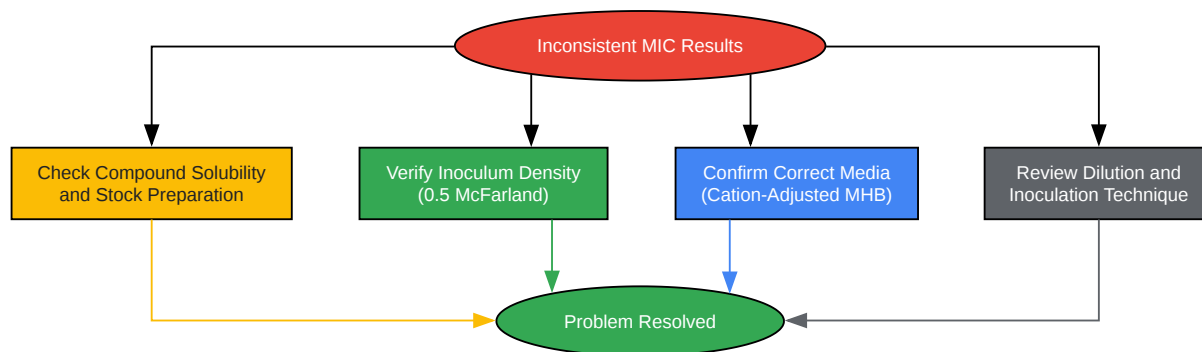 Inconsistent MIC Results
Check Compound Solubility
and Stock Preparation
Verify Inoculum Density
(0.5 McFarland)
Confirm Correct Media
(Cation-Adjusted MHB)
Review Dilution and
Inoculation Technique
Problem Resolved